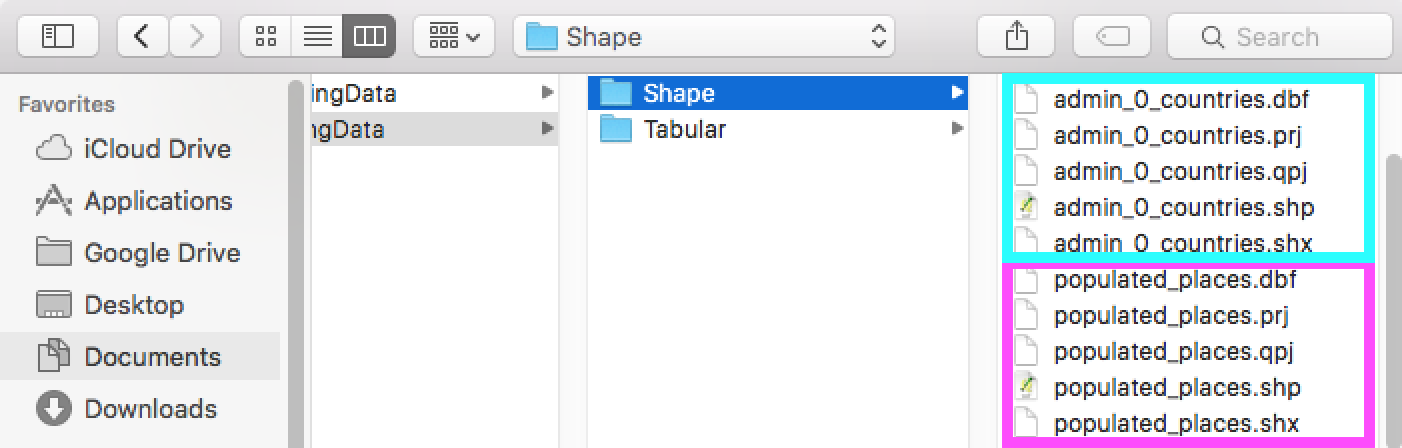 Shape
Search
Favorites
iCloud Drive
Applications
Google Drive
Desktop
Documents
Downloads
ingData
ngData
Shape
Tabular
admin_0_countries.dbf
admin_0_countries.prj
admin_0_countries.qpj
admin_0_countries.shp
admin_0_countries.shx
populated_places.dbf
populated_places.prj
populated_places.qpj
populated_places.shp
populated_places.shx